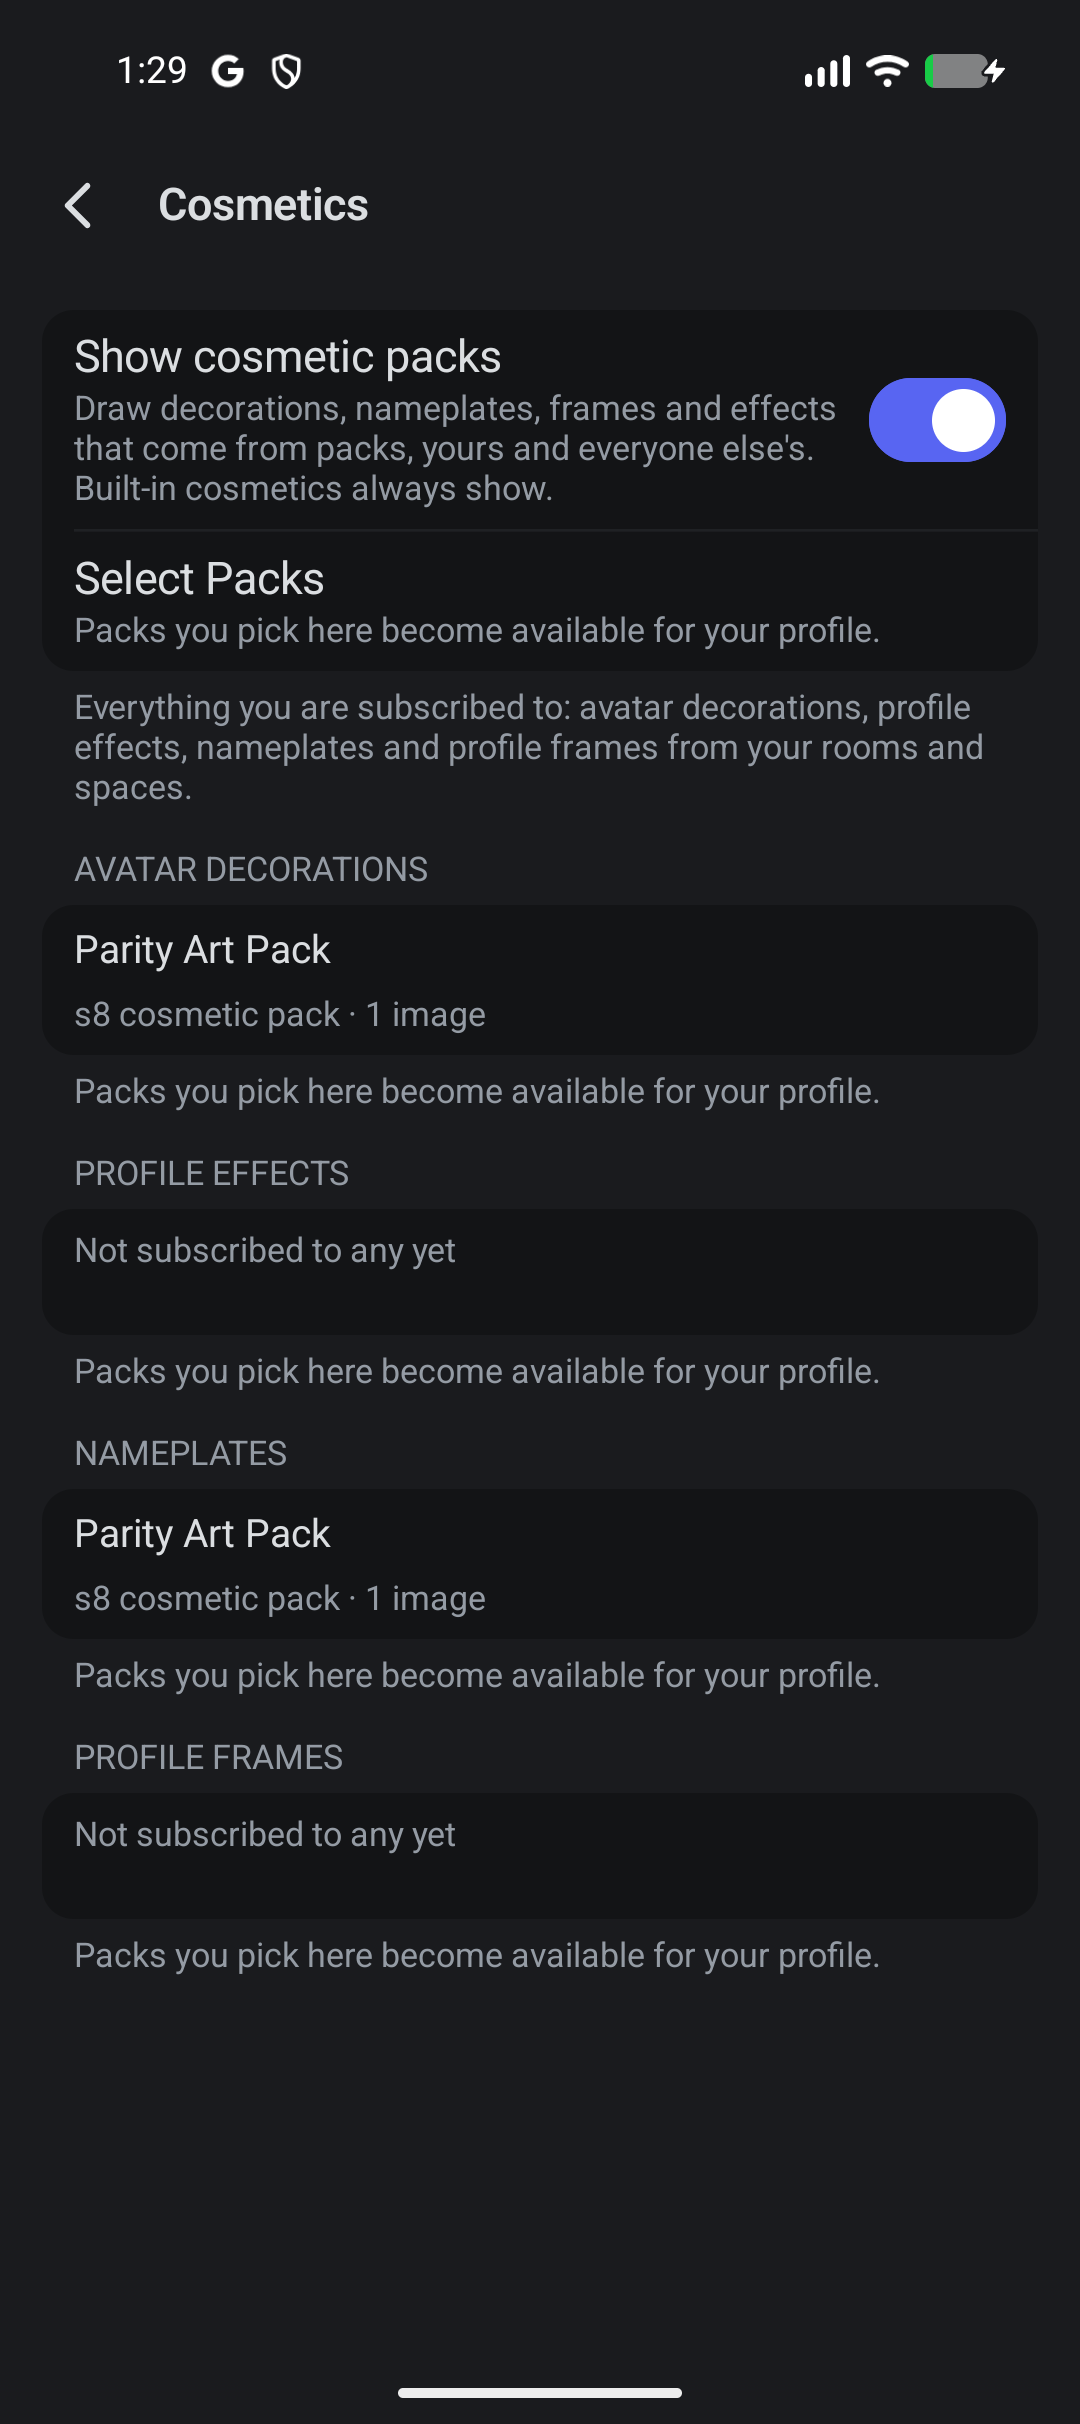 1:29
Cosmetics
Show cosmetic packs
Draw decorations, nameplates, frames and effects
that come from packs, yours and everyone else's.
Built-in cosmetics always show.
Select Packs
Packs you pick here become available for your profile.
Everything you are subscribed to: avatar decorations, profile
effects, nameplates and profile frames from your rooms and
spaces.
AVATAR DECORATIONS
Parity Art Pack
s8 cosmetic pack · 1 image
Packs you pick here become available for your profile.
PROFILE EFFECTS
Not subscribed to any yet
Packs you pick here become available for your profile.
NAMEPLATES
Parity Art Pack
s8 cosmetic pack · 1 image
Packs you pick here become available for your profile.
PROFILE FRAMES
Not subscribed to any yet
Packs you pick here become available for your profile.